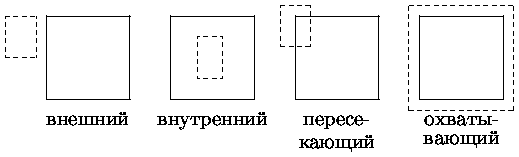 внешний
внутренний
пересе-
кающий
охваты-
вающий